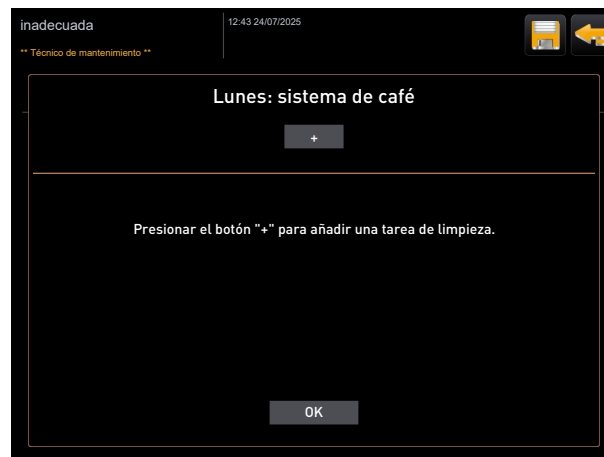 inadecuada
12:43 24/07/2025
** Técnico de mantenimiento **
Lunes: sistema de café
+
Presionar el botón "+" para añadir una tarea de limpieza.
OK